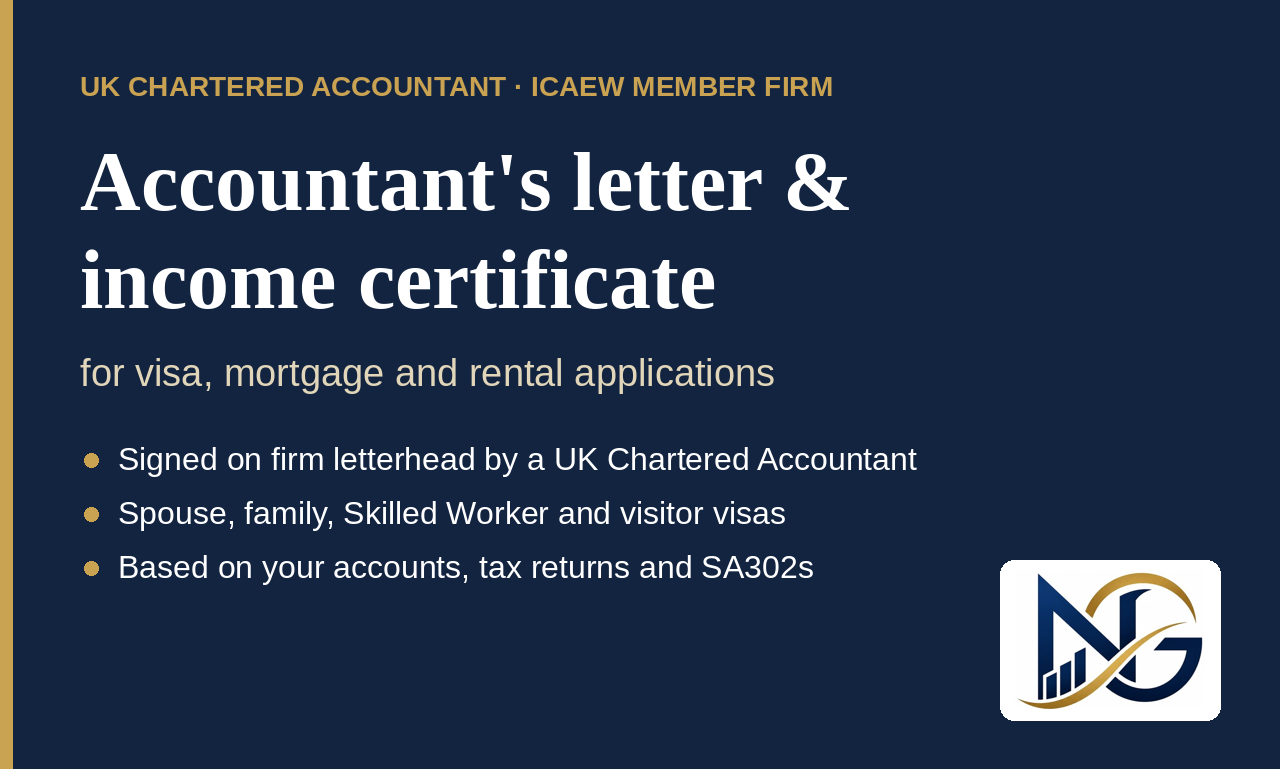 UK CHARTERED ACCOUNTANT · ICAEW MEMBER FIRM
Accountant's letter &
income certificate
for visa, mortgage and rental applications
Signed on firm letterhead by a UK Chartered Accountant
Spouse, family, Skilled Worker and visitor visas
Based on your accounts, tax returns and SA302s
NG